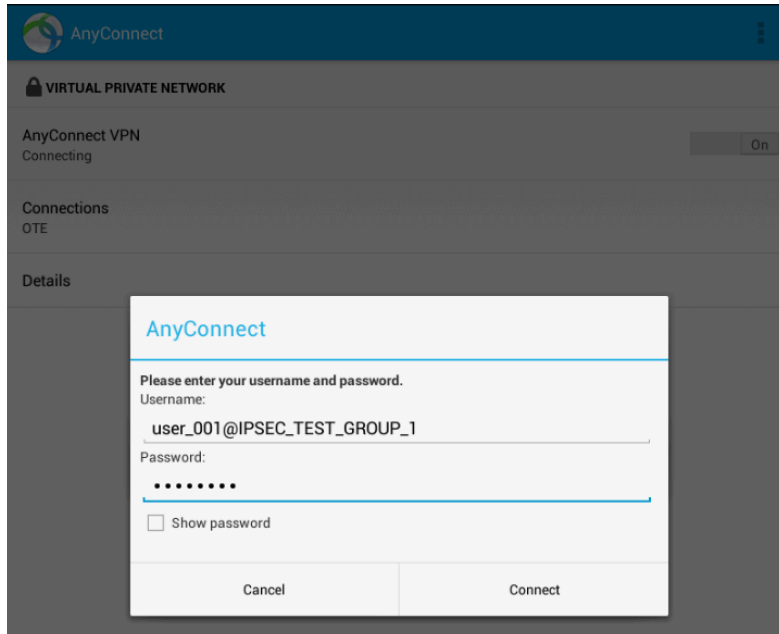 AnyConnect
VIRTUAL PRIVATE NETWORK
AnyConnect VPN
Connecting
On
Connections
OTE
Details
AnyConnect
Please enter your username and password.
Username:
user_001@IPSEC_TEST_GROUP_1
Password:
••••••••
Show password
Cancel
Connect